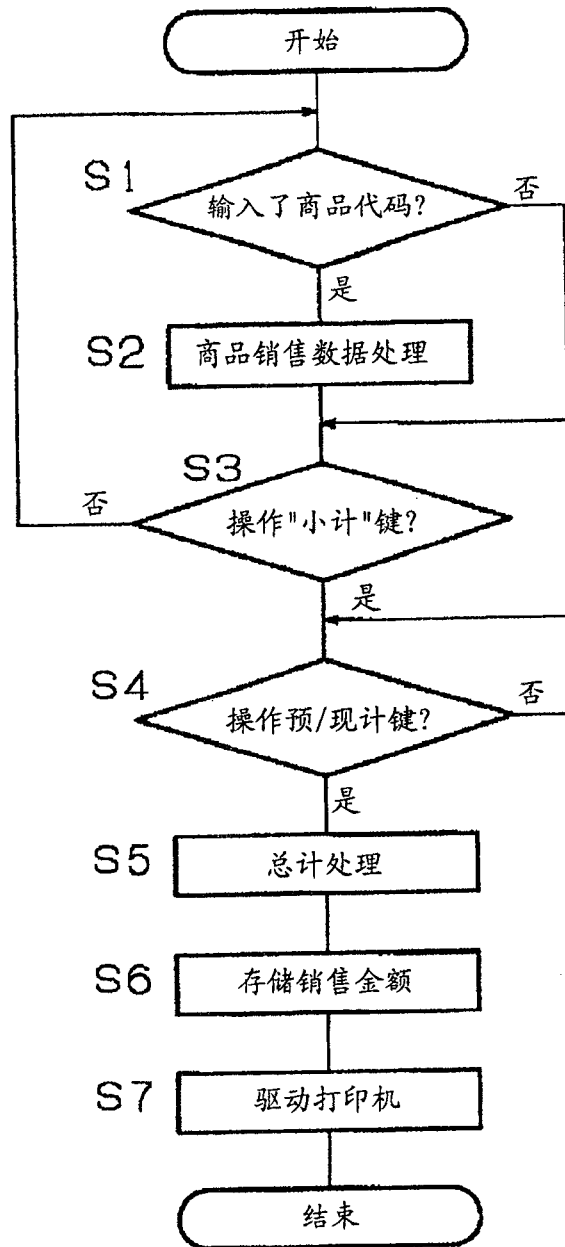 开始
S1
输入了商品代码?
否
是
S2
商品销售数据处理
S3
否
操作"小计"键?
是
S4
操作预/现计键?
否
是
S5
总计处理
S6
存储销售金额
S7
驱动打印机
结束